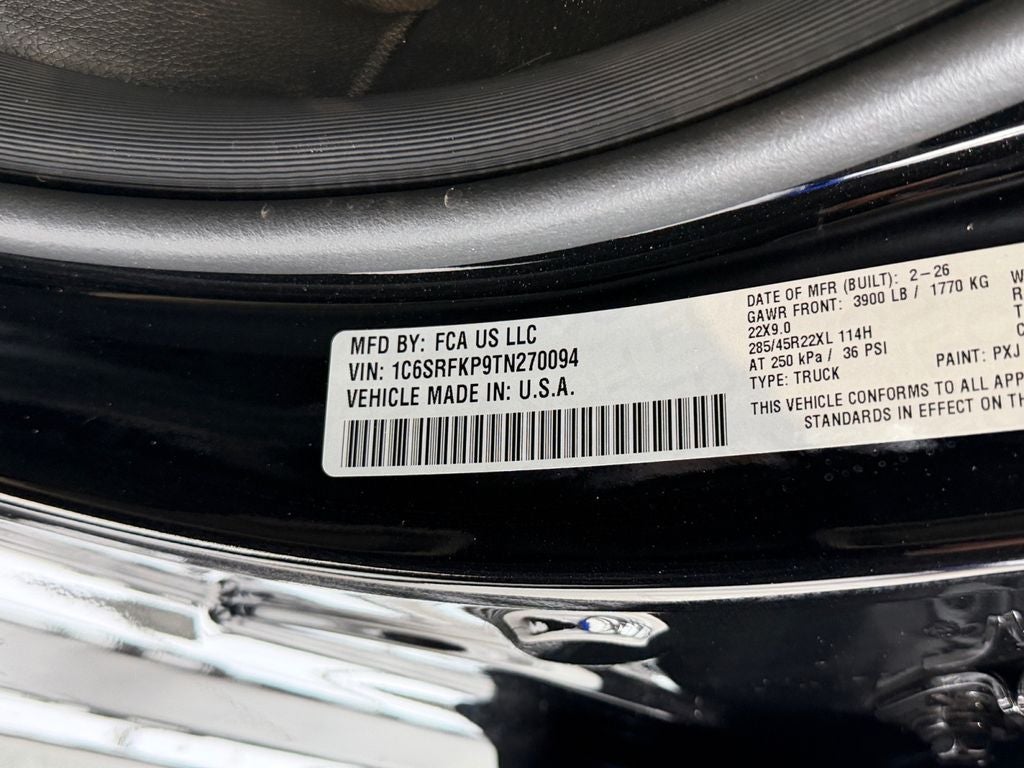 MFD BY: FCA US LLC
VIN: 1C6SRFKP9TN270094
VEHICLE MADE IN: U.S.A.
DATE OF MFR (BUILT): 2-26
GAWR FRONT: 3900 LB / 1770 KG
22X9.0
285/45R22XL 114H
AT 250 kPa / 36 PSI
TYPE: TRUCK
PAINT: PXJ
THIS VEHICLE CONFORMS TO ALL
STANDARDS IN EFFECT ON